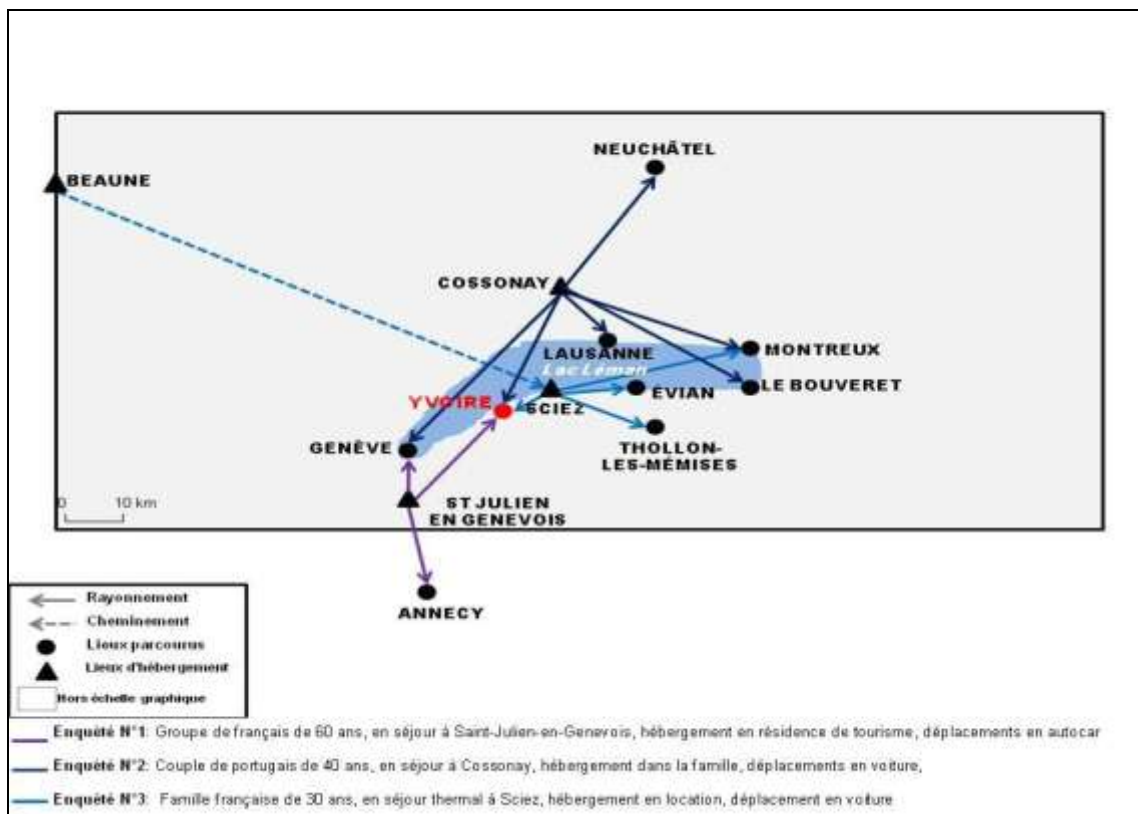 NEUCHÂTEL
BEAUNE
COSSONAY
LAUSANNE
MONTREUX
Lac Léman
LE BOUVERET
ÉVIAN
YVOIRE
SCIEZ
GENÈVE
THOLLON-
LES-MÉMISES
0 10 km
ST JULIEN
EN GENEVOIS
ANNECY
Rayonnement
Cheminement
Lieux parcourus
Lieux d'hébergement
Hors échelle graphique
Enquété N°1: Groupe de français de 60 ans, en séjour à Saint-Julien-en-Genevois, hébergement en résidence de tourisme, déplacements en autocar
Enquété N°2: Couple de portugais de 40 ans, en séjour à Cossonay, hébergement dans la famille, déplacements en voiture,
Enquété N°3: Famille française de 30 ans, en séjour thermal à Sciez, hébergement en location, déplacement en voiture